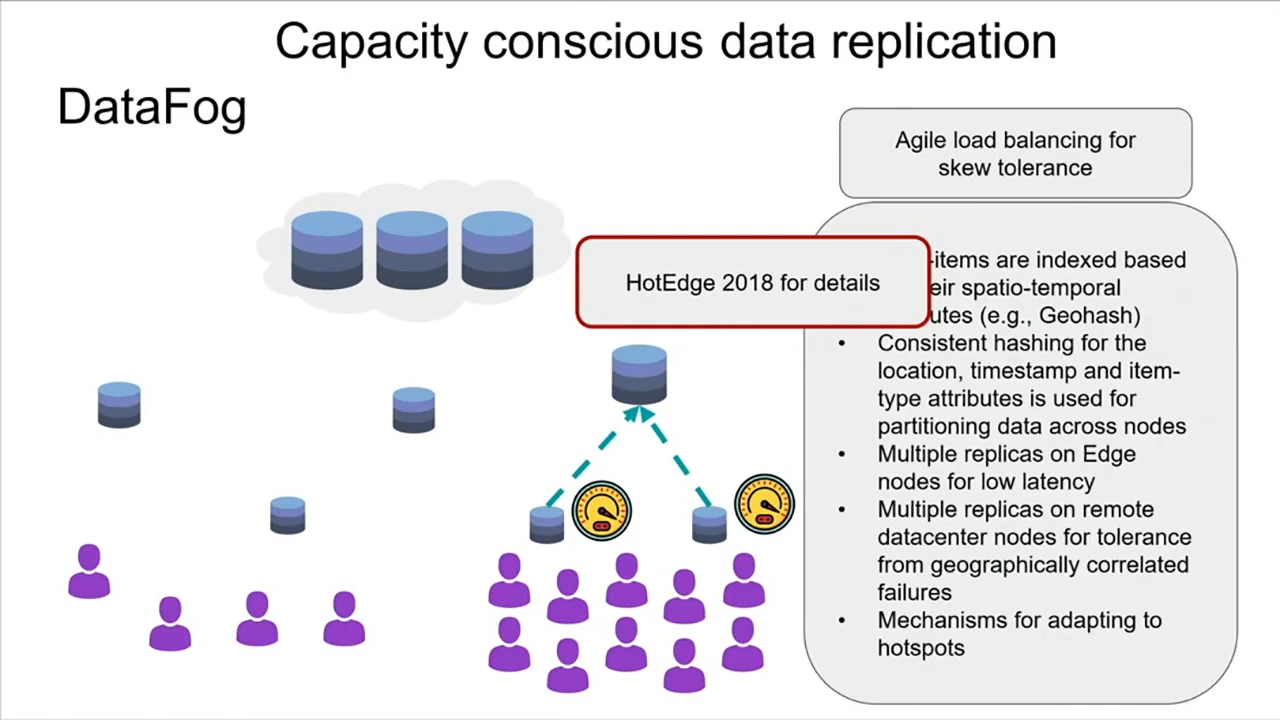 Capacity conscious data replication
DataFog
Agile load balancing for
skew tolerance
HotEdge 2018 for details
-items are indexed based
spatio-temporal
(e.g., Geohash)
• Consistent hashing for the
location, timestamp and item-
type attributes is used for
partitioning data across nodes
• Multiple replicas on Edge
nodes for low latency
• Multiple replicas on remote
datacenter nodes for tolerance
from geographically correlated
failures
• Mechanisms for adapting to
hotspots